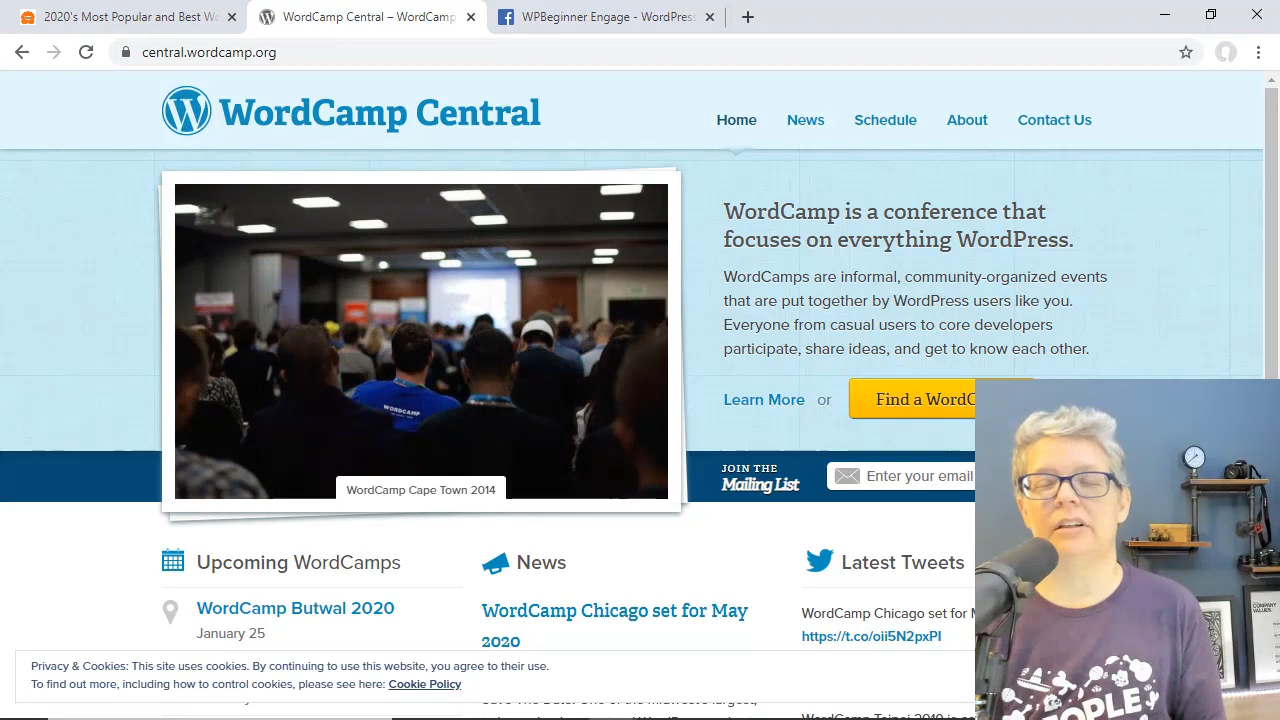 2020's Most Popular and Best Wo
WordCamp Central – WordCamp
WPBeginner Engage - WordPress
central.wordcamp.org
WordCamp Central
Home
News
Schedule
About
Contact Us
WordCamp is a conference that
focuses on everything WordPress.
WordCamps are informal, community-organized events
that are put together by WordPress users like you.
Everyone from casual users to core developers
participate, share ideas, and get to know each other.
Learn More or
Find a WordC
WORDCAMP
WordCamp Cape Town 2014
JOIN THE
Mailing List
Enter your email
Upcoming WordCamps
News
Latest Tweets
WordCamp Butwal 2020
January 25
WordCamp Chicago set for May
2020
WordCamp Chicago set for M
https://t.co/oii5N2pxPI
Privacy & Cookies: This site uses cookies. By continuing to use this website, you agree to their use.
To find out more, including how to control cookies, please see here: Cookie Policy
COMPANY
VALUES
PEOPLE